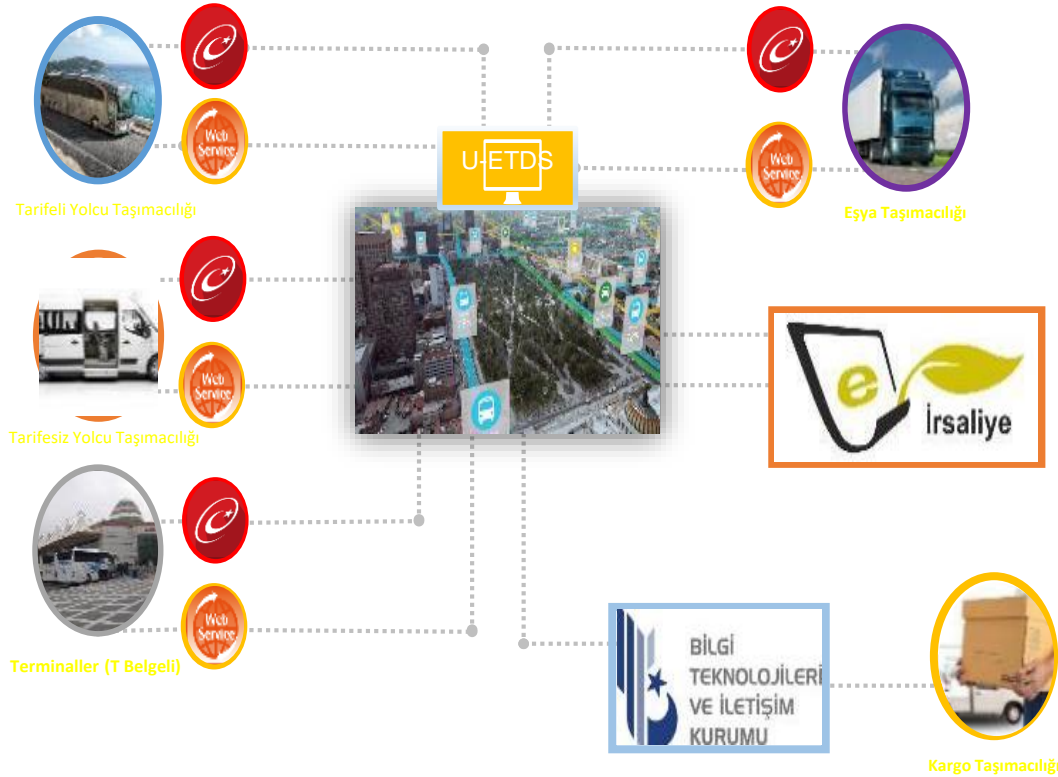 Web
Service
U-ETDS
Web
Service
Tarifeli Yolcu Taşımacılığı
Eşya Taşımacılığı
Web
Service
Tarifesiz Yolcu Taşımacılığı
e
İrsaliye
Web
Service
Terminaller (T Belgeli)
BİLGİ
TEKNOLOJİLERİ
VE İLETİŞİM
KURUMU
Kargo Taşımacılığı